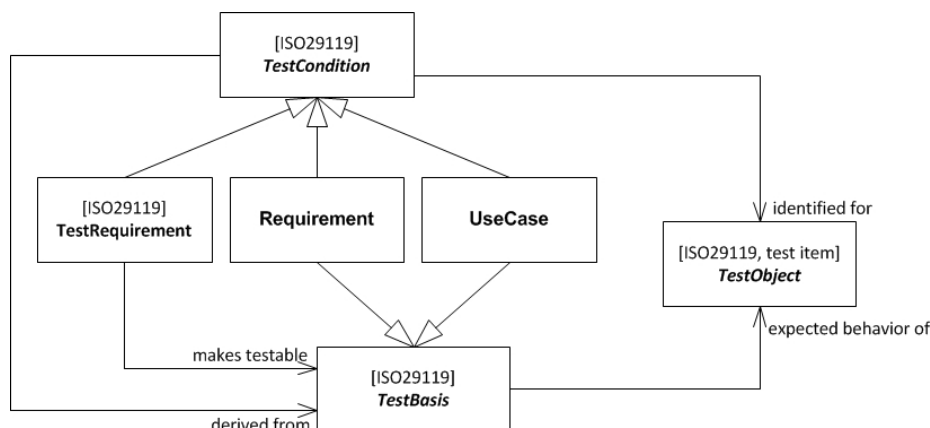 [ISO29119]
TestCondition
[ISO29119]
TestRequirement
Requirement
UseCase
identified for
[ISO29119, test item]
TestObject
expected behavior of
makes testable
[ISO29119]
TestBasis
derived from